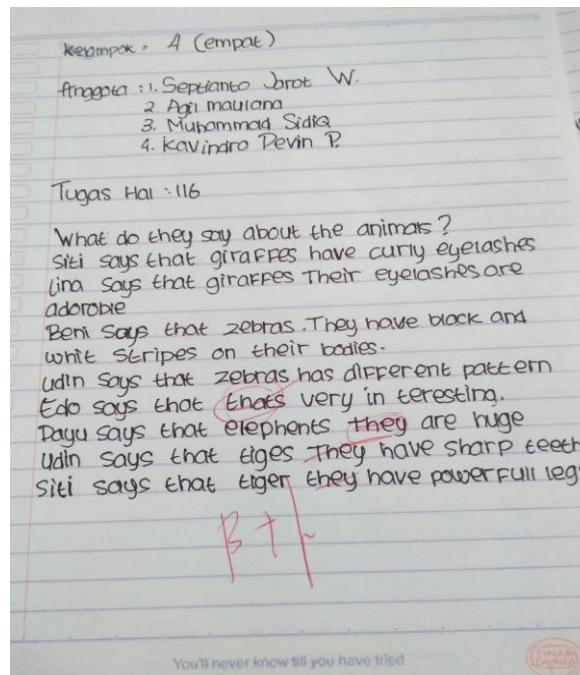 Kelompok : 4 (empat)
Anggota : 1. Septianto Jarot W.
2. Agil maulana
3. Muhammad Sidiq
4. Kavindro Devin P.
Tugas Hal : 116
What do they say about the animals ?
Siti says that giraffes have curly eyelashes
Lina says that giraffes Their eyelashes are
adorable
Beni Says that zebras. They have black and
whit stripes on their bodies.
Udin says that zebras has different pattern
Edo says that thats very in teresting.
Dayu says that elephents they are huge
Udin says that tiges They have sharp teeth
Siti says that tiger they have powerfull leg
B+
You'll never know till you have tried
SINAR
DUNIA